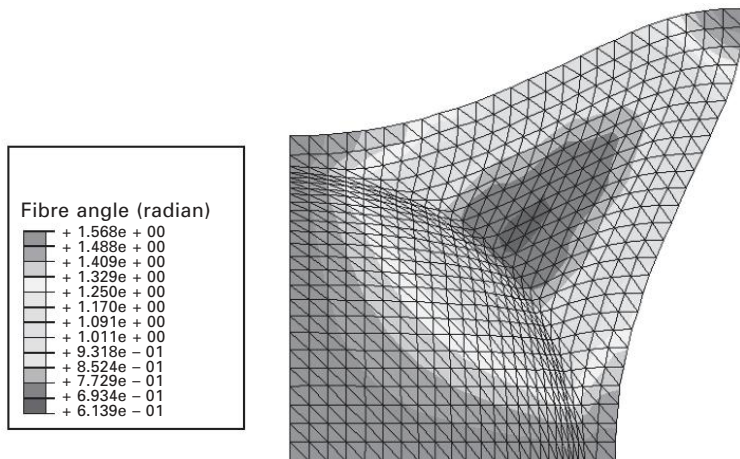 Fibre angle (radian)
+ 1.568e + 00
+ 1.488e + 00
+ 1.409e + 00
+ 1.329e + 00
+ 1.250e + 00
+ 1.170e + 00
+ 1.091e + 00
+ 1.011e + 00
+ 9.318e – 01
+ 8.524e – 01
+ 7.729e – 01
+ 6.934e – 01
+ 6.139e – 01